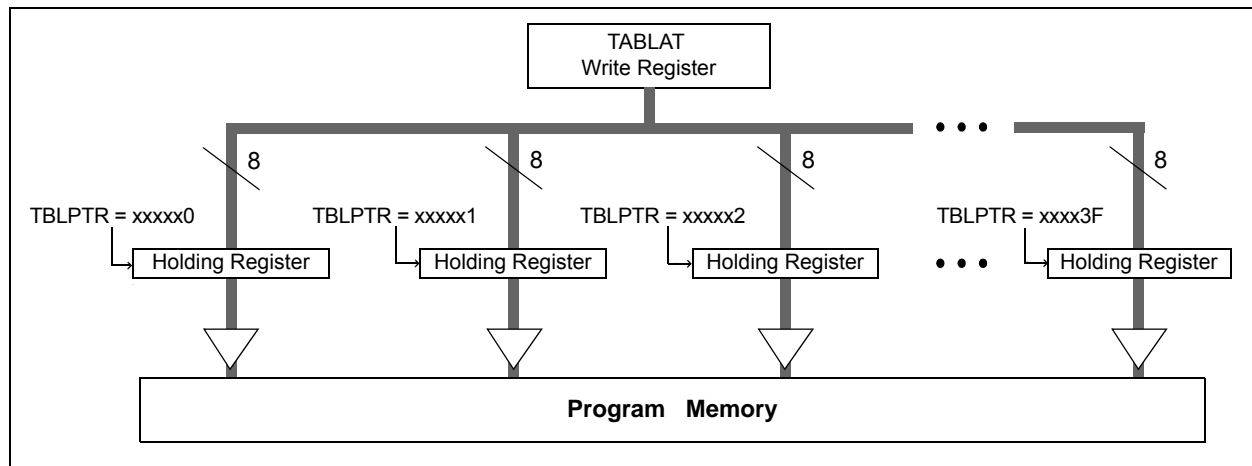 TABLAT
Write Register
8
8
8
8
TBLPTR = xxxxx0
TBLPTR = xxxxx1
TBLPTR = xxxxx2
TBLPTR = xxxx3F
Holding Register
Holding Register
Holding Register
Holding Register
Program Memory